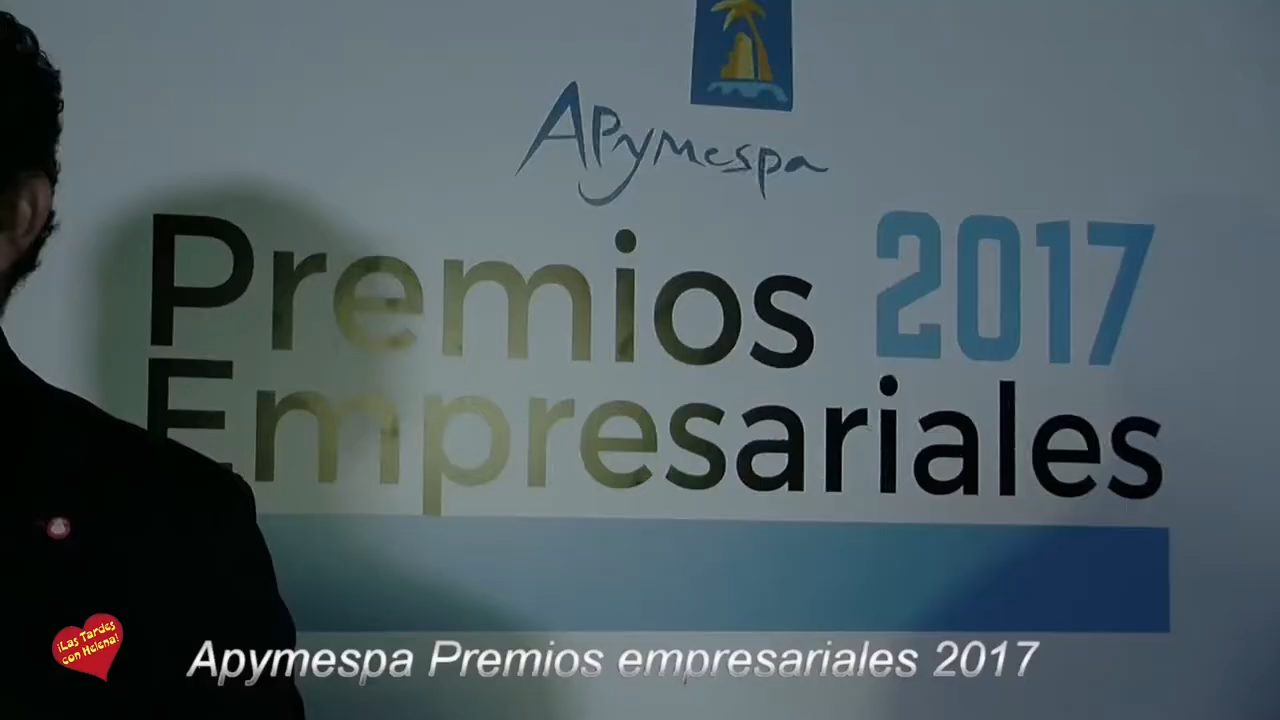 Apymespa
Premios 2017
Empresariales
¡Las Tardes
con Helena!
Apymespa Premios empresariales 2017